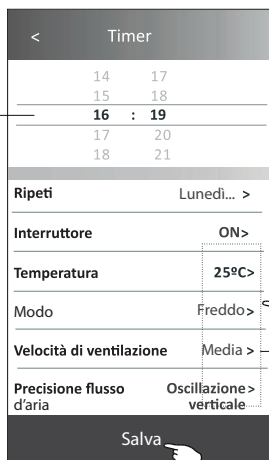 < Timer
14 17
15 18
16 : 19
17 20
18 21
Ripeti Lunedì... >
Interruttore ON>
Temperatura 25ºC>
Modo Freddo>
Velocità di ventilazione Media >
Precisione flusso Oscillazione>
d'aria verticale
Salva